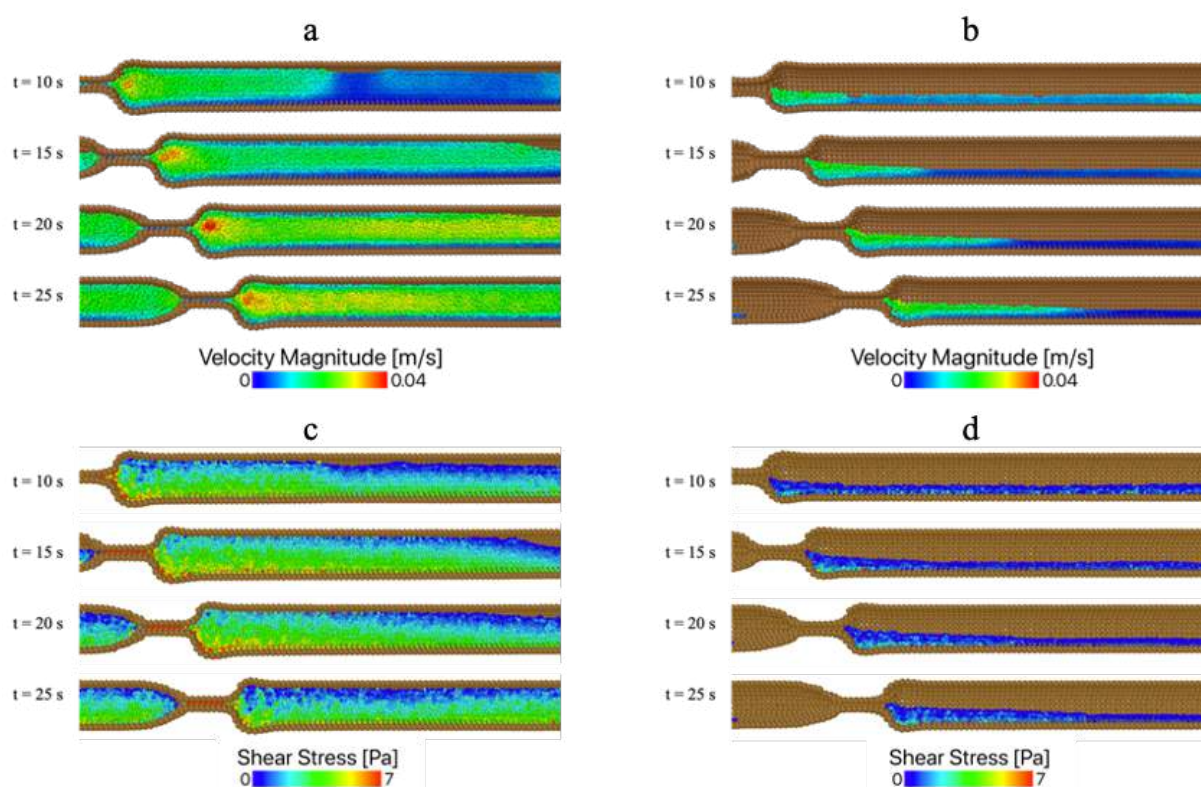 a
t = 10 s
t = 15 s
t = 20 s
t = 25 s
Velocity Magnitude [m/s]
0 0.04
b
t = 10 s
t = 15 s
t = 20 s
t = 25 s
Velocity Magnitude [m/s]
0 0.04
c
t = 10 s
t = 15 s
t = 20 s
t = 25 s
Shear Stress [Pa]
0 7
d
t = 10 s
t = 15 s
t = 20 s
t = 25 s
Shear Stress [Pa]
0 7